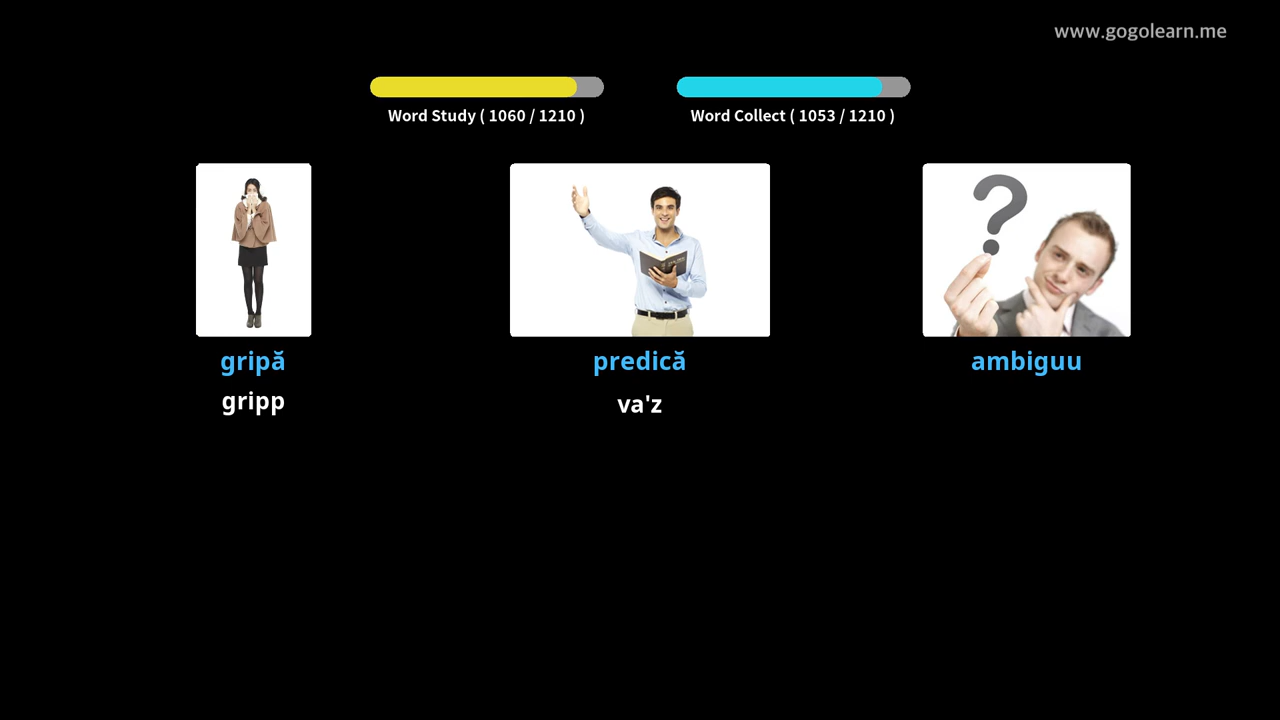 www.gogolearn.me
Word Study ( 1060 / 1210 )
Word Collect ( 1053 / 1210 )
gripă
predică
ambiguu
gripp
va'z